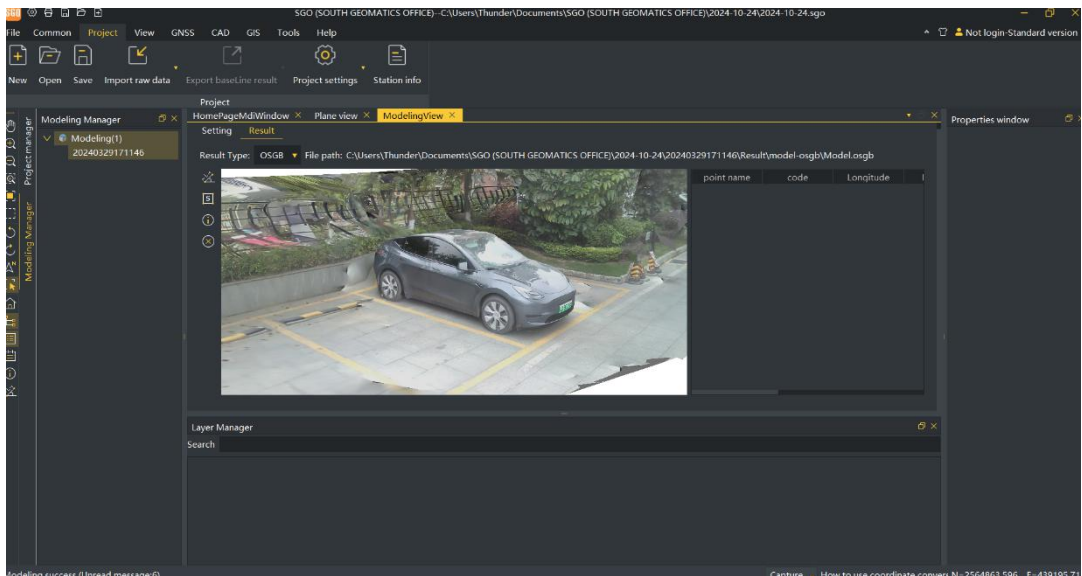 SGO (SOUTH GEOMATICS OFFICE)--C:\Users\Thunder\Documents\SGO (SOUTH GEOMATICS OFFICE)\2024-10-24\2024-10-24.sgo
File Common Project View GNSS CAD GIS Tools Help
Not login-Standard version
New Open Save Import raw data Export baseLine result Project settings Station info
Project
Project manager
Modeling Manager
Modeling Manager
Modeling(1)
20240329171146
HomePageMdiWindow Plane view ModelingView
Setting Result
Result Type: OSGB File path: C:\Users\Thunder\Documents\SGO (SOUTH GEOMATICS OFFICE)\2024-10-24\20240329171146\Result\model-osgb\Model.osgb
point name code Longitude
Properties window
Layer Manager
Search
Modeling success (Unread message:6)
Capture How to use coordinate conver N=2564863.596 E=439195.71